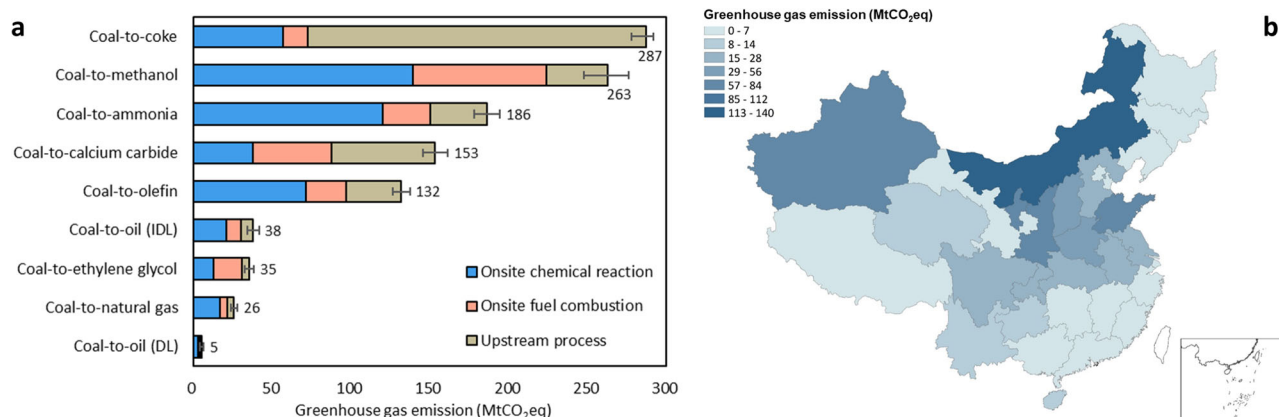 a
Coal-to-coke
287
Coal-to-methanol
263
Coal-to-ammonia
186
Coal-to-calcium carbide
153
Coal-to-olefin
132
Coal-to-oil (IDL)
38
Coal-to-ethylene glycol
35
Coal-to-natural gas
26
Coal-to-oil (DL)
5
Onsite chemical reaction
Onsite fuel combustion
Upstream process
0 50 100 150 200 250 300
Greenhouse gas emission (MtCO₂eq)
Greenhouse gas emission (MtCO₂eq)
b
0 - 7
8 - 14
15 - 28
29 - 56
57 - 84
85 - 112
113 - 140